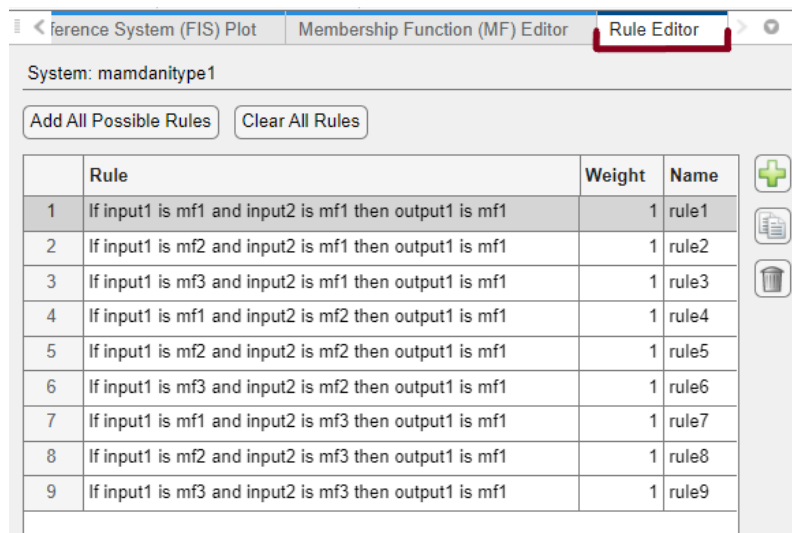 ference System (FIS) Plot Membership Function (MF) Editor Rule Editor
System: mamdanitype1
Add All Possible Rules Clear All Rules
Rule Weight Name
1 If input1 is mf1 and input2 is mf1 then output1 is mf1 1 rule1
2 If input1 is mf2 and input2 is mf1 then output1 is mf1 1 rule2
3 If input1 is mf3 and input2 is mf1 then output1 is mf1 1 rule3
4 If input1 is mf1 and input2 is mf2 then output1 is mf1 1 rule4
5 If input1 is mf2 and input2 is mf2 then output1 is mf1 1 rule5
6 If input1 is mf3 and input2 is mf2 then output1 is mf1 1 rule6
7 If input1 is mf1 and input2 is mf3 then output1 is mf1 1 rule7
8 If input1 is mf2 and input2 is mf3 then output1 is mf1 1 rule8
9 If input1 is mf3 and input2 is mf3 then output1 is mf1 1 rule9